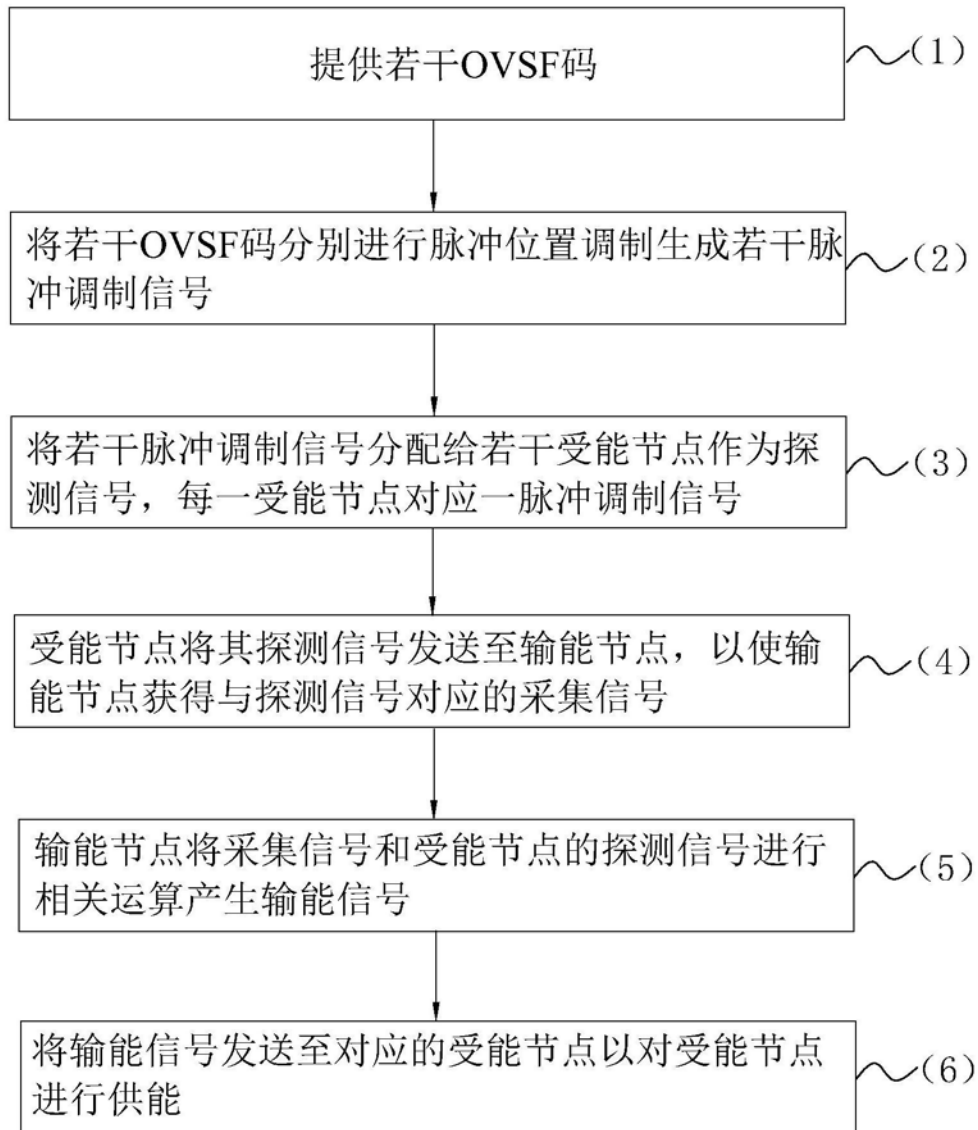 提供若干OVSF码
(1)
将若干OVSF码分别进行脉冲位置调制生成若干脉
冲调制信号
(2)
将若干脉冲调制信号分配给若干受能节点作为探
测信号，每一受能节点对应一脉冲调制信号
(3)
受能节点将其探测信号发送至输能节点，以使输
能节点获得与探测信号对应的采集信号
(4)
输能节点将采集信号和受能节点的探测信号进行
相关运算产生输能信号
(5)
将输能信号发送至对应的受能节点以对受能节点
进行供能
(6)